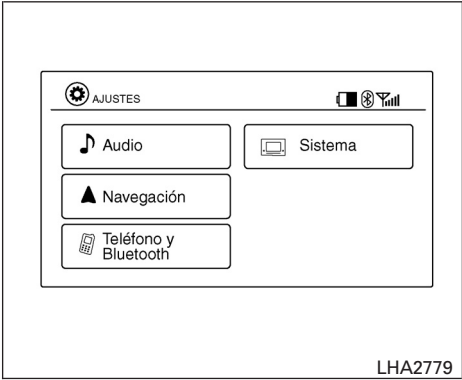 AJUSTES
Audio
Sistema
Navegación
Teléfono y
Bluetooth
LHA2779